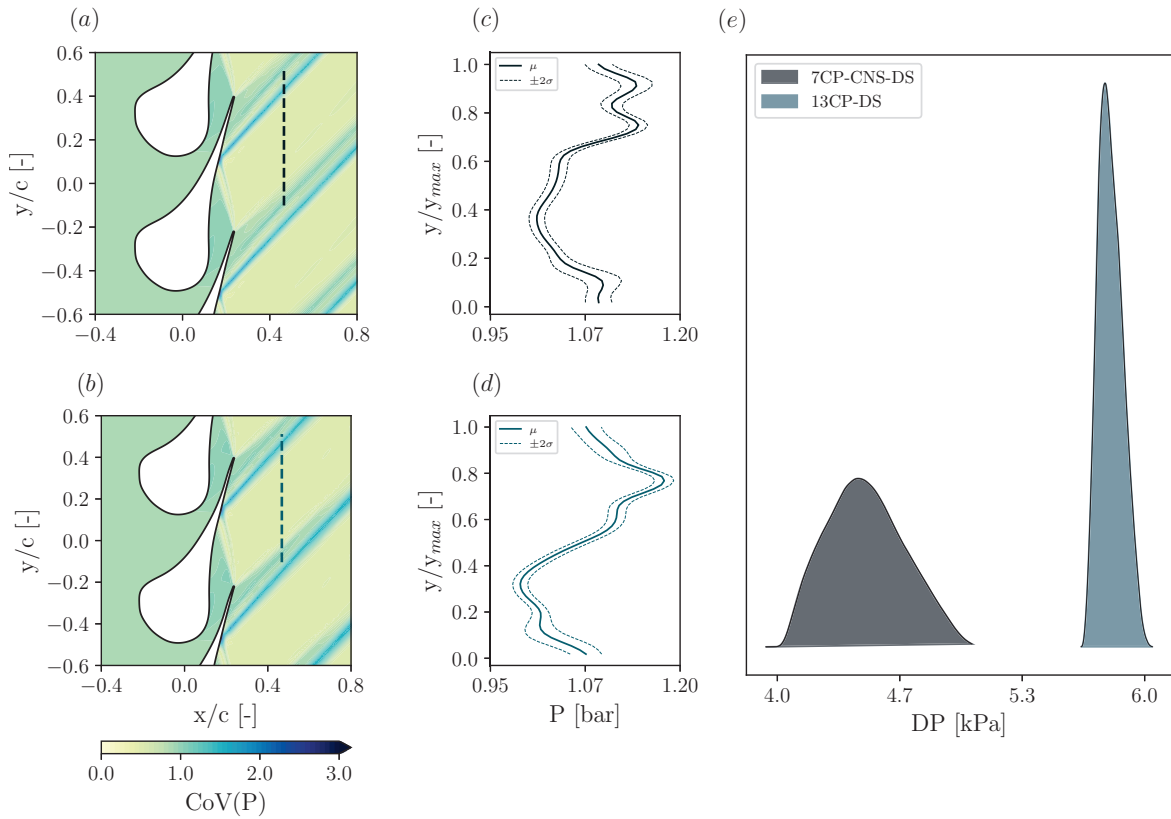 (a)
0.6
0.4
0.2
0.0
−0.2
−0.4
−0.6
y/c [-]
−0.4
0.0
0.4
0.8
(b)
0.6
0.4
0.2
0.0
−0.2
−0.4
−0.6
y/c [-]
−0.4
0.0
0.4
0.8
x/c [-]
0.0
1.0
2.0
3.0
CoV(P)
(c)
μ
±2σ
1.0
0.8
0.6
0.4
0.2
0.0
y/ymax [-]
0.95
1.07
1.20
(d)
μ
±2σ
1.0
0.8
0.6
0.4
0.2
0.0
y/ymax [-]
0.95
1.07
1.20
P [bar]
(e)
7CP-CNS-DS
13CP-DS
4.0
4.7
5.3
6.0
DP [kPa]